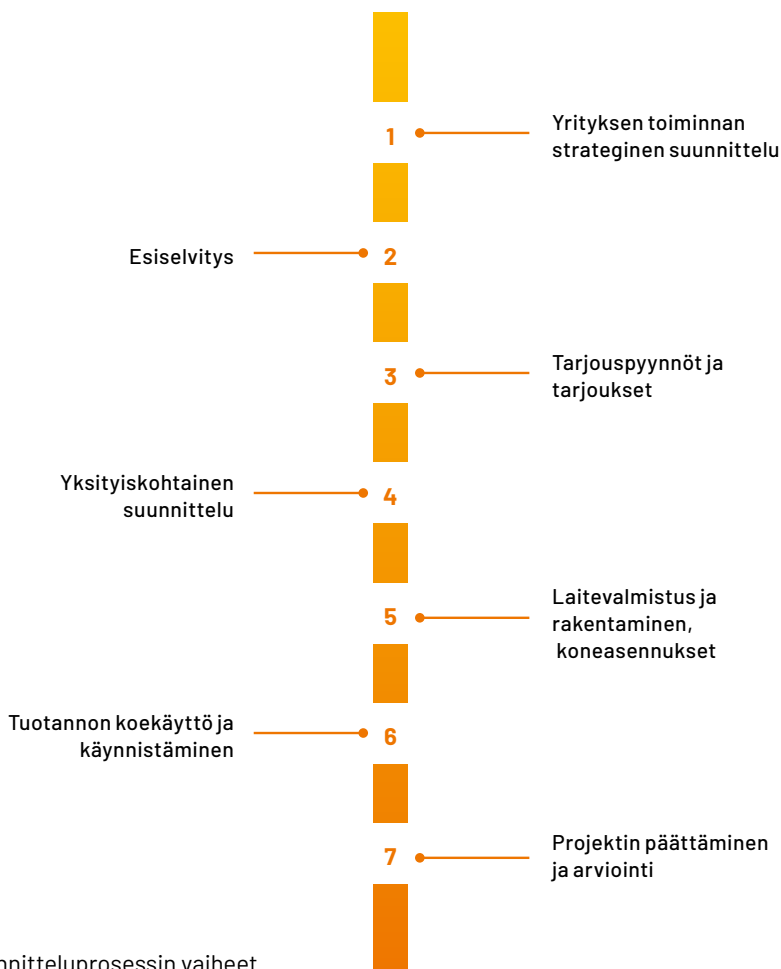 1
Yrityksen toiminnan
strateginen suunnittelu
Esiselvitys
2
3
Tarjouspyynnöt ja
tarjoukset
Yksityiskohtainen
suunnittelu
4
5
Laitevalmistus ja
rakentaminen,
koneasennukset
Tuotannon koekäyttö ja
käynnistäminen
6
7
Projektin päättäminen
ja arviointi
vaiheet